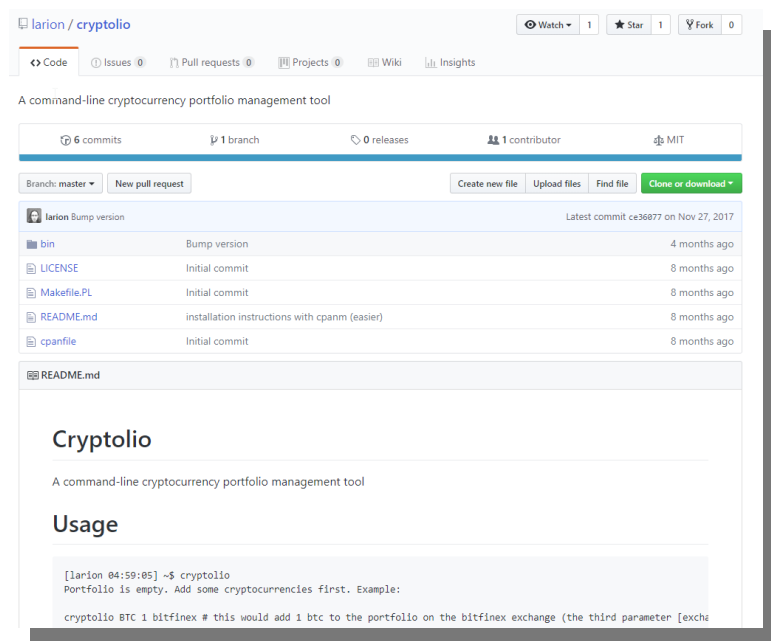 larion / cryptolio
Watch 1 Star 1 Fork 0
Code Issues 0 Pull requests 0 Projects 0 Wiki Insights
A command-line cryptocurrency portfolio management tool
6 commits 1 branch 0 releases 1 contributor MIT
Branch: master New pull request Create new file Upload files Find file Clone or download
larion Bump version Latest commit ce36077 on Nov 27, 2017
bin Bump version 4 months ago
LICENSE Initial commit 8 months ago
Makefile.PL Initial commit 8 months ago
README.md installation instructions with cpanm (easier) 8 months ago
cpanfile Initial commit 8 months ago
README.md
Cryptolio
A command-line cryptocurrency portfolio management tool
Usage
[larion 04:59:05] ~$ cryptolio
Portfolio is empty. Add some cryptocurrencies first. Example:
cryptolio BTC 1 bitfinex # this would add 1 btc to the portfolio on the bitfinex exchange (the third parameter [excha